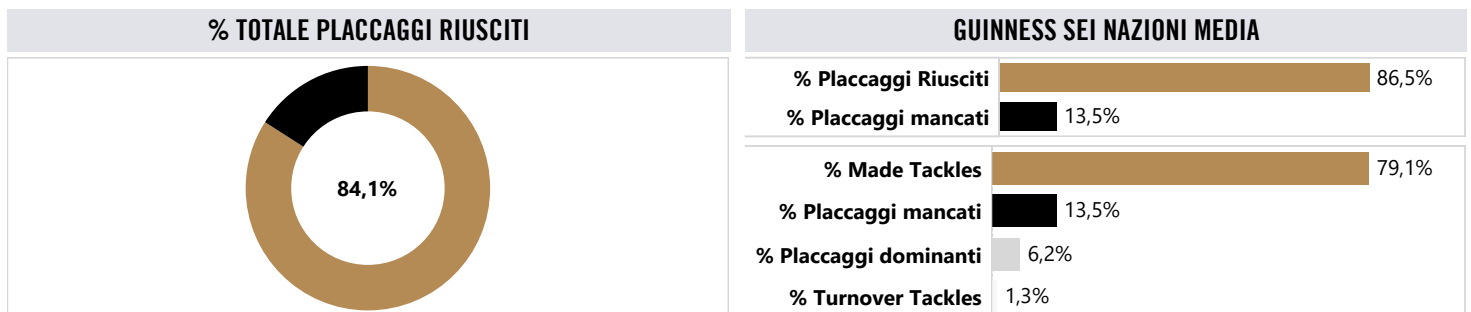 % TOTALE PLACCAGGI RIUSCITI
84,1%
GUINNESS SEI NAZIONI MEDIA
% Placcaggi Riusciti 86,5%
% Placcaggi mancati 13,5%
% Made Tackles 79,1%
% Placcaggi mancati 13,5%
% Placcaggi dominanti 6,2%
% Turnover Tackles 1,3%